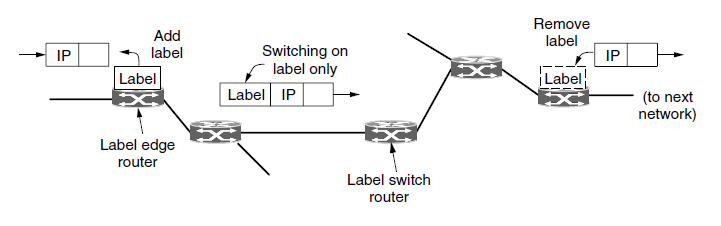 Add
label
IP
Label
Label edge
router
Switching on
label only
Label IP
Label switch
router
Remove
label
IP
Label
(to next
network)